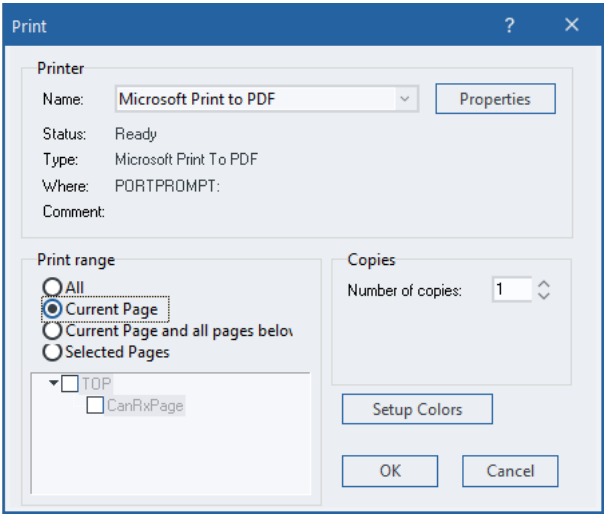 Print ?
Printer
Name: Microsoft Print to PDF Properties
Status: Ready
Type: Microsoft Print To PDF
Where: PORTPROMPT:
Comment:
Print range
All
Current Page
Current Page and all pages belov
Selected Pages
TOP
CanRxPage
Copies
Number of copies: 1
Setup Colors
OK Cancel